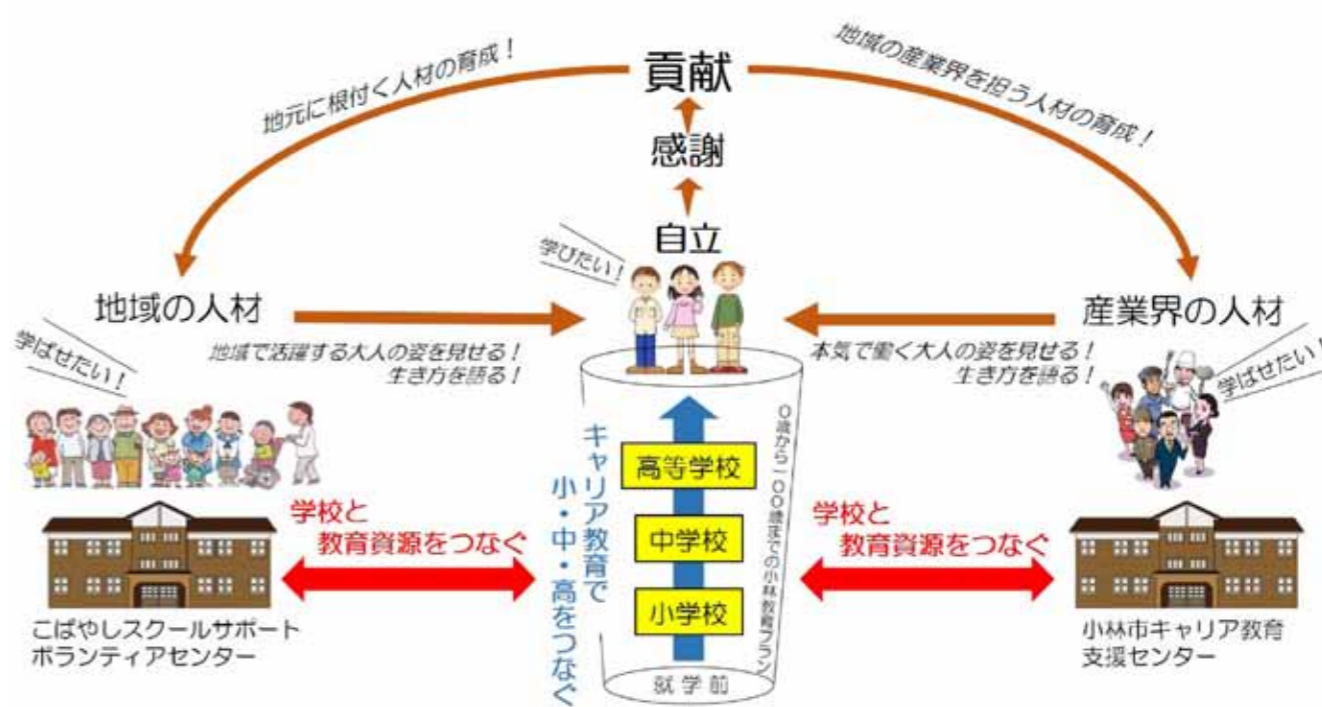 貢献
感謝
自立
地元に根付く人材の育成！
地域の産業界を担う人材の育成！
学びたい！
地域の人材
産業界の人材
学ばせたい！
地域で活躍する大人の姿を見せる！
生き方を語る！
本気で働く大人の姿を見せる！
生き方を語る！
学ばせたい！
キャリア教育で
小・中・高をつなぐ
高等学校
中学校
小学校
就学前
０歳から一００歳までの小林教育プラン
学校と
教育資源をつなぐ
学校と
教育資源をつなぐ
こばやしスクールサポート
ボランティアセンター
小林市キャリア教育
支援センター